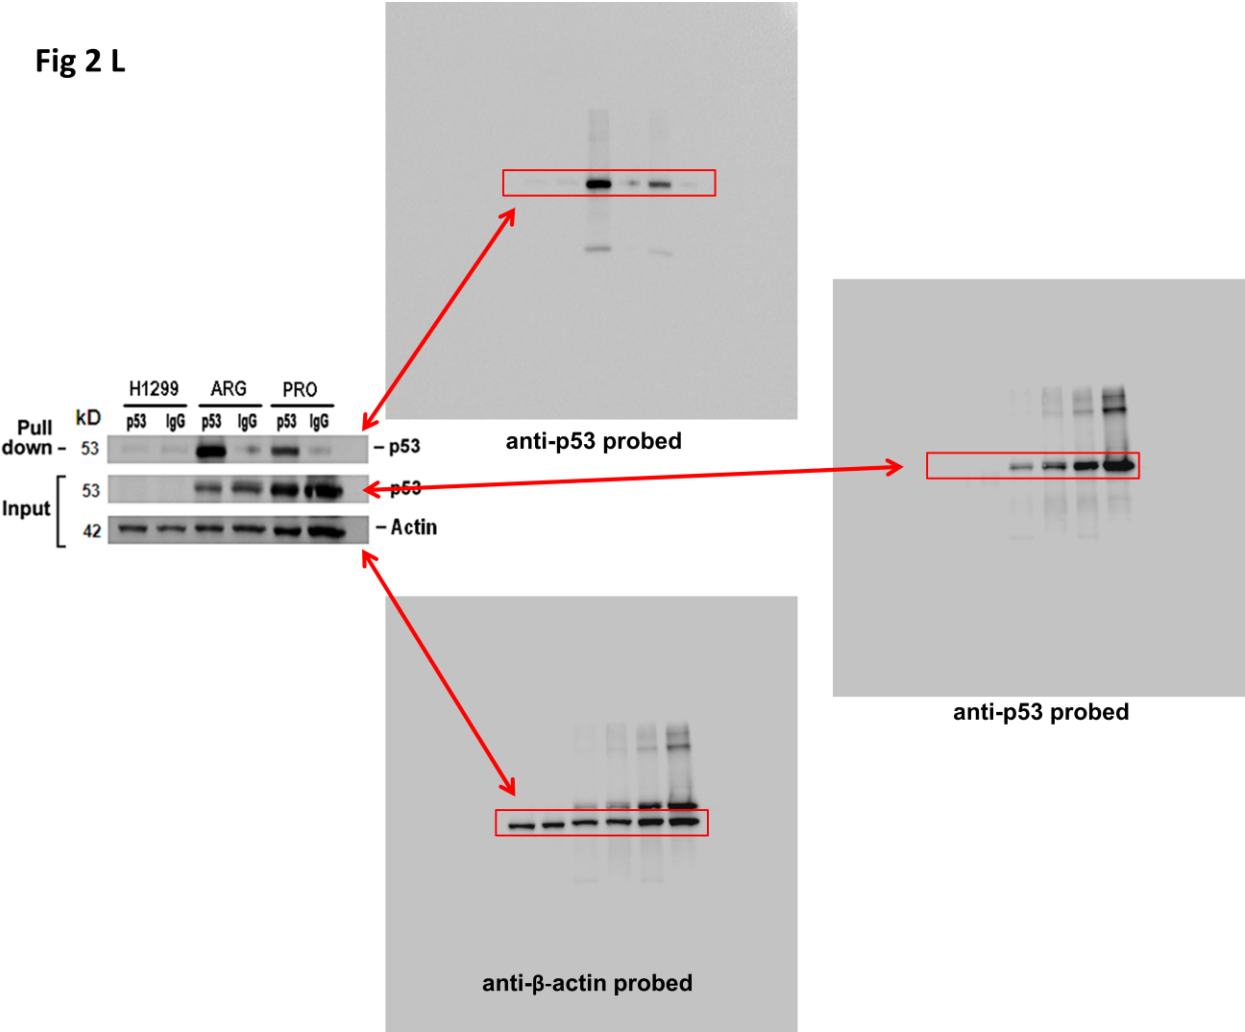 Fig 2 L
anti-p53 probed
H1299 ARG PRO
kD p53 IgG p53 IgG p53 IgG
Pull
down – 53 – p53
Input
53 p53
42 – Actin
anti-p53 probed
anti-β-actin probed